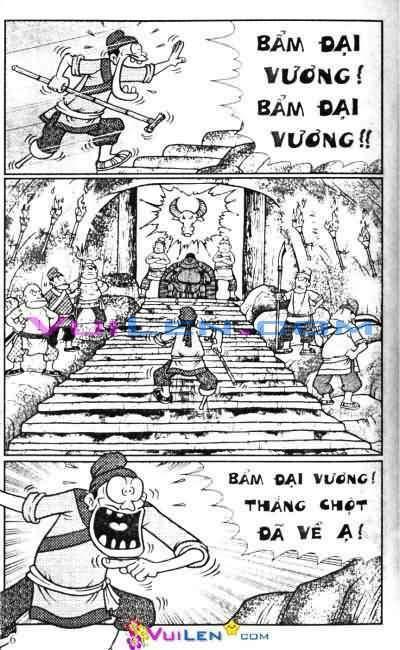 BẨM ĐẠI
VƯƠNG!
BẨM ĐẠI
VƯƠNG!!
VUILEN.COM
BẨM ĐẠI VƯƠNG!
THẰNG CHỘT
ĐÃ VỀ Ạ!
VUILEN.COM